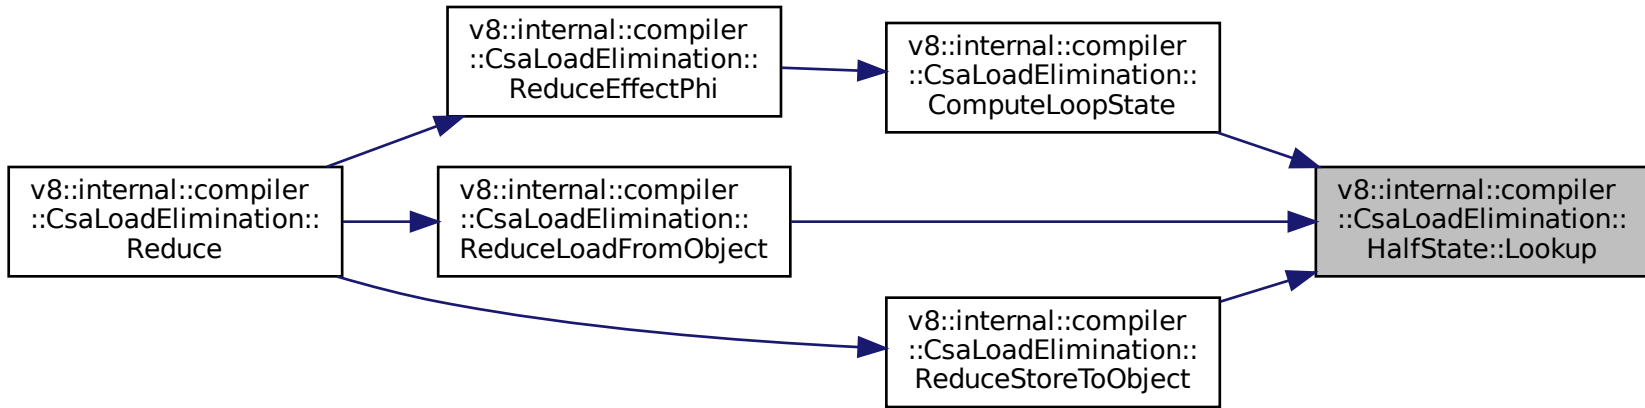 v8::internal::compiler
::CsaLoadElimination::
ReduceEffectPhi
v8::internal::compiler
::CsaLoadElimination::
ComputeLoopState
v8::internal::compiler
::CsaLoadElimination::
Reduce
v8::internal::compiler
::CsaLoadElimination::
ReduceLoadFromObject
v8::internal::compiler
::CsaLoadElimination::
HalfState::Lookup
v8::internal::compiler
::CsaLoadElimination::
ReduceStoreToObject